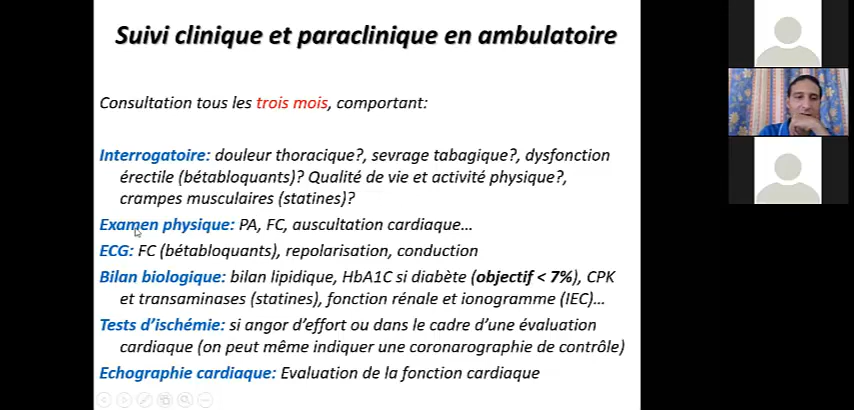 Suivi clinique et paraclinique en ambulatoire
Consultation tous les trois mois, comportant:
Interrogatoire: douleur thoracique?, sevrage tabagique?, dysfonction
érectile (bétabloquants)? Qualité de vie et activité physique?,
crampes musculaires (statines)?
Examen physique: PA, FC, auscultation cardiaque...
ECG: FC (bétabloquants), repolarisation, conduction
Bilan biologique: bilan lipidique, HbA1C si diabète (objectif < 7%), CPK
et transaminases (statines), fonction rénale et ionogramme (IEC)...
Tests d'ischémie: si angor d'effort ou dans le cadre d'une évaluation
cardiaque (on peut même indiquer une coronarographie de contrôle)
Echographie cardiaque: Evaluation de la fonction cardiaque